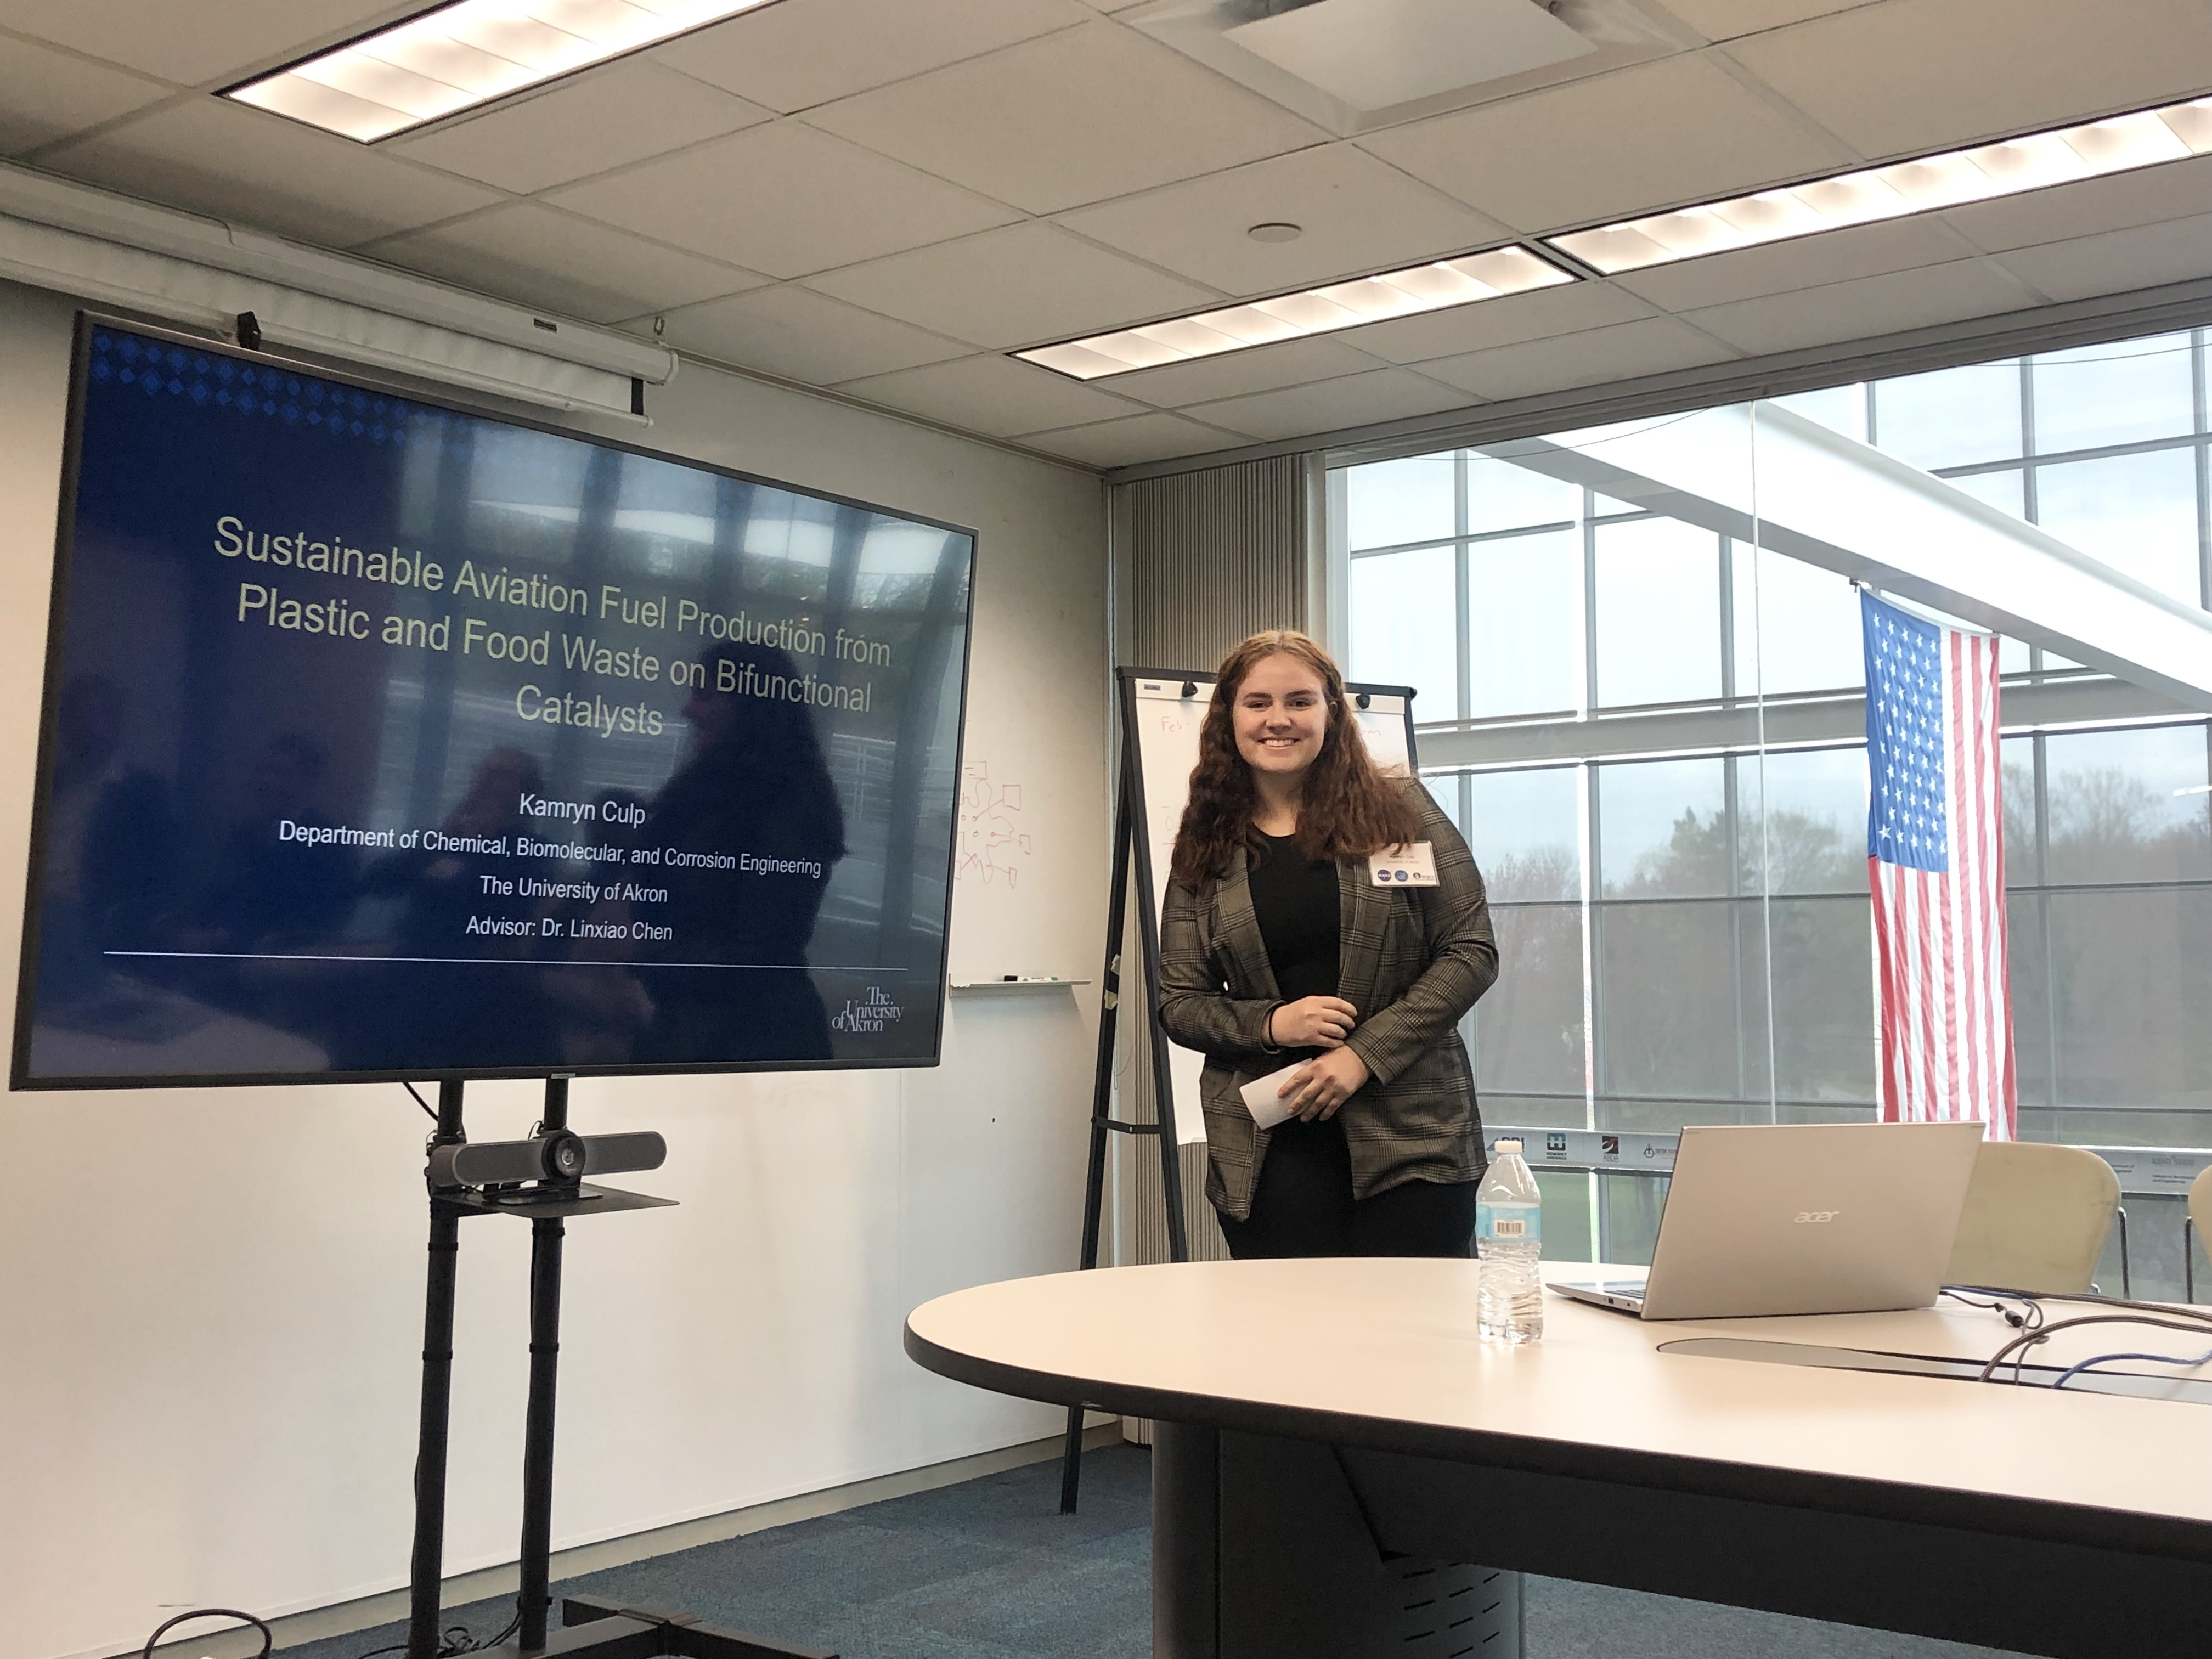 Sustainable Aviation Fuel Production from
Plastic and Food Waste on Bifunctional
Catalysts
Kamryn Culp
Department of Chemical, Biomolecular, and Corrosion Engineering
The University of Akron
Advisor: Dr. Linxiao Chen
The
University
of Akron
acer